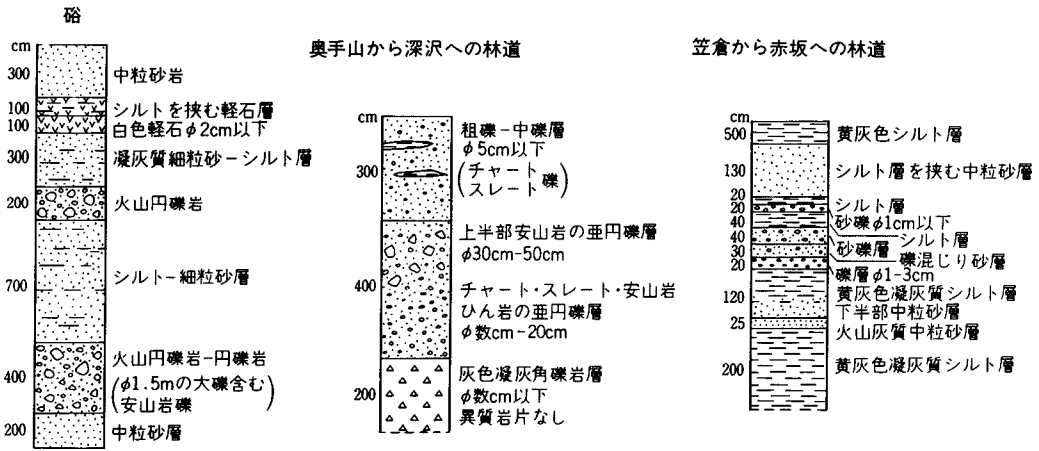 硲
cm
300 中粒砂岩
100 シルトを挟む軽石層
100 白色軽石φ2cm以下
300 凝灰質細粒砂-シルト層
200 火山円礫岩
700 シルト-細粒砂層
400 火山円礫岩-円礫岩
(φ1.5mの大礫含む
安山岩礫)
200 中粒砂層
奥手山から深沢への林道
cm
粗礫-中礫層
φ5cm以下
300 (チャート
スレート 礫)
上半部安山岩の亜円礫層
φ30cm-50cm
400 チャート・スレート・安山岩
ひん岩の亜円礫層
φ数cm-20cm
灰色凝灰角礫岩層
200 φ数cm以下
異質岩片なし
笠倉から赤坂への林道
cm
500 黄灰色シルト層
130 シルト層を挟む中粒砂層
20 シルト層
20 砂礫φ1cm以下
40 シルト層
40 砂礫層
30 礫混じり砂層
20 礫層φ1-3cm
120 黄灰色凝灰質シルト層
下半部中粒砂層
25 火山灰質中粒砂層
200 黄灰色凝灰質シルト層